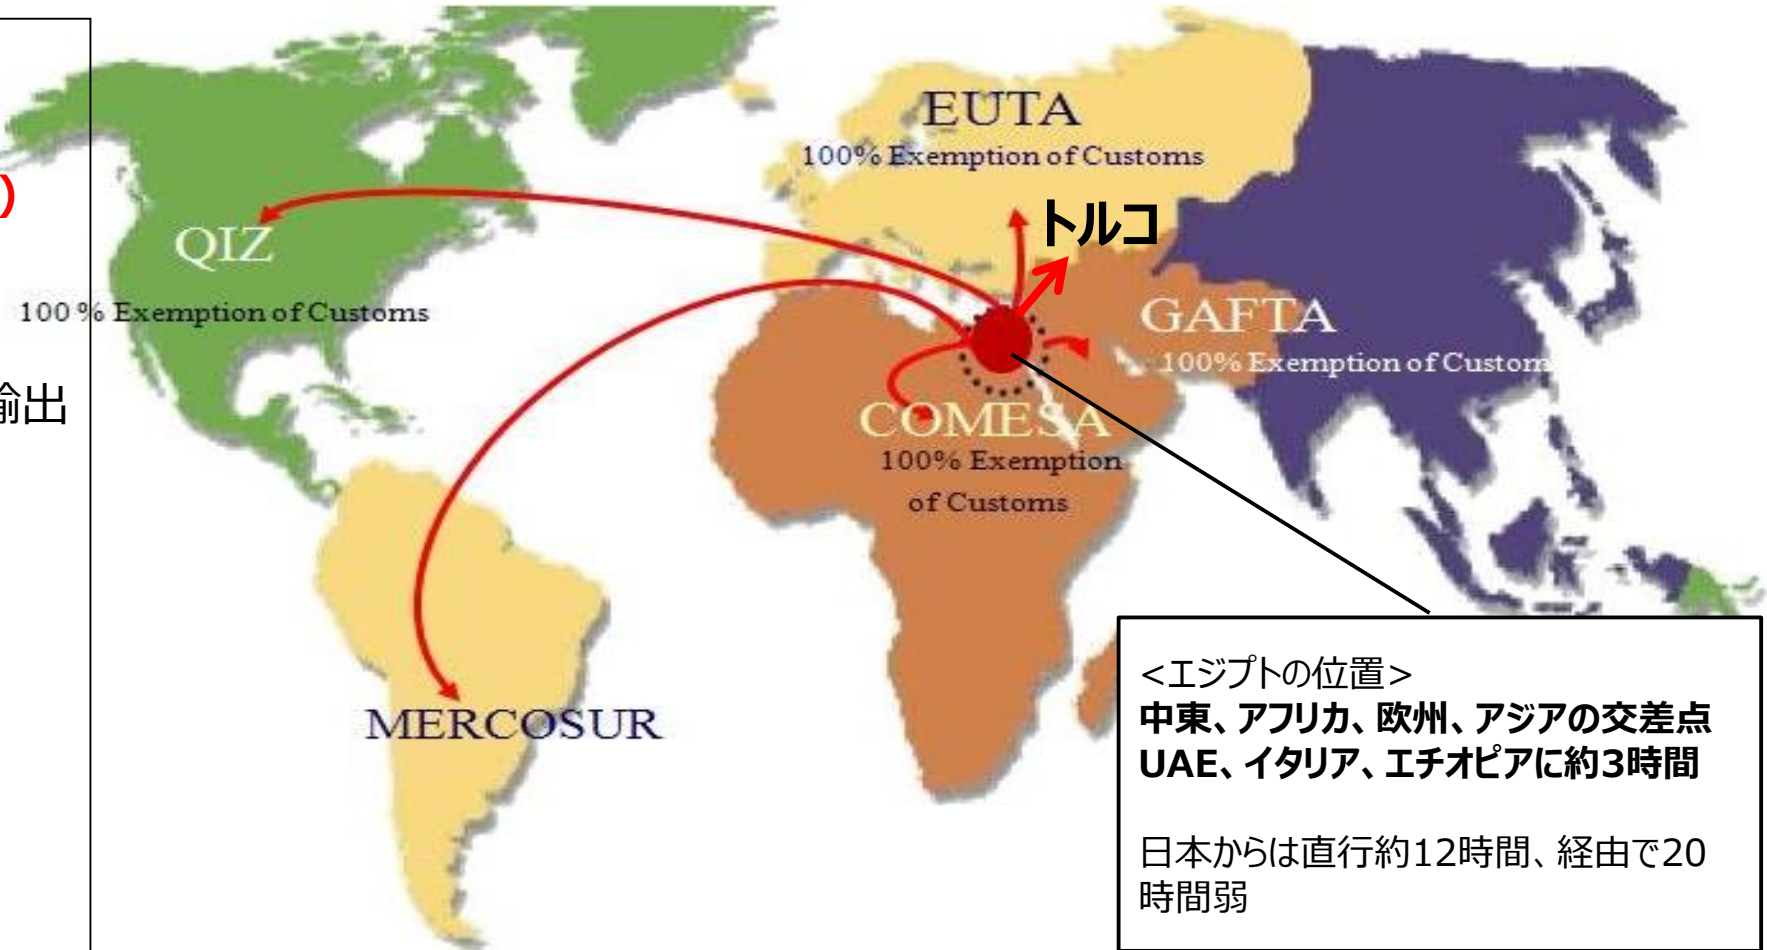 )
輸出
EUTA
100% Exemption of Customs
トルコ
QIZ
100 % Exemption of Customs
GAFTA
100% Exemption of Custom
COMESA
100% Exemption
of Customs
MERCOSUR
<エジプトの位置>
中東、アフリカ、欧州、アジアの交差点
UAE、イタリア、エチオピアに約3時間
日本からは直行約12時間、経由で20
時間弱